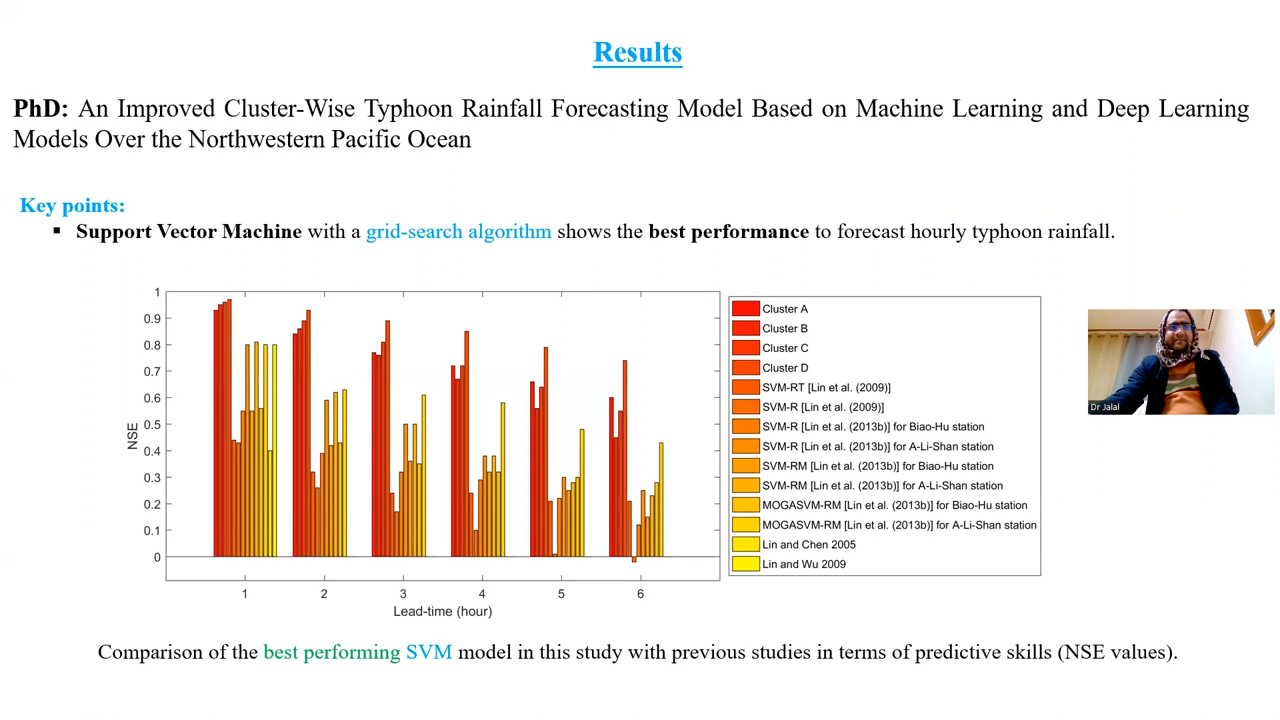 Results
PhD: An Improved Cluster-Wise Typhoon Rainfall Forecasting Model Based on Machine Learning and Deep Learning
Models Over the Northwestern Pacific Ocean
Key points:
▪ Support Vector Machine with a grid-search algorithm shows the best performance to forecast hourly typhoon rainfall.
1
0.9
0.8
0.7
0.6
0.5
0.4
0.3
0.2
0.1
0
NSE
1 2 3 4 5 6
Lead-time (hour)
Cluster A
Cluster B
Cluster C
Cluster D
SVM-RT [Lin et al. (2009)]
SVM-R [Lin et al. (2009)]
SVM-R [Lin et al. (2013b)] for Biao-Hu station
SVM-R [Lin et al. (2013b)] for A-Li-Shan station
SVM-RM [Lin et al. (2013b)] for Biao-Hu station
SVM-RM [Lin et al. (2013b)] for A-Li-Shan station
MOGASVM-RM [Lin et al. (2013b)] for Biao-Hu station
MOGASVM-RM [Lin et al. (2013b)] for A-Li-Shan station
Lin and Chen 2005
Lin and Wu 2009
Dr Jalal
Comparison of the best performing SVM model in this study with previous studies in terms of predictive skills (NSE values).